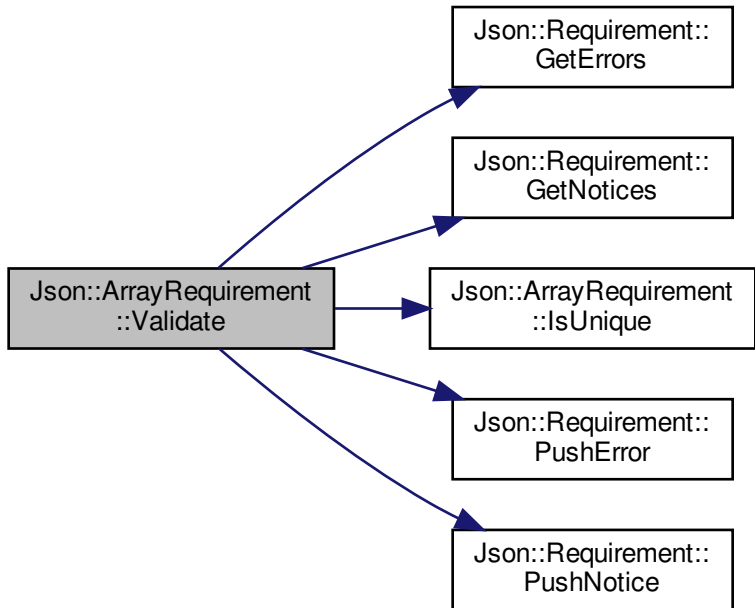 Json::Requirement::
GetErrors
Json::Requirement::
GetNotices
Json::ArrayRequirement
::Validate
Json::ArrayRequirement
::IsUnique
Json::Requirement::
PushError
Json::Requirement::
PushNotice